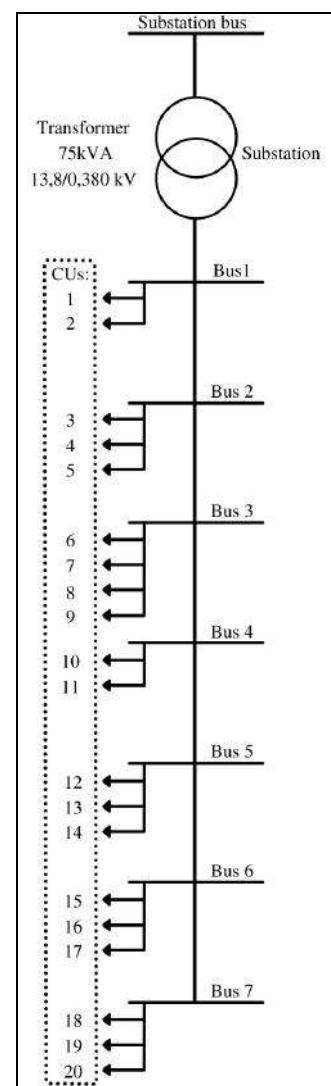 Substation bus
Transformer
75kVA
13,8/0,380 kV
Substation
CUs:
Bus1
1
2
Bus 2
3
4
5
Bus 3
6
7
8
9
Bus 4
10
11
Bus 5
12
13
14
Bus 6
15
16
17
Bus 7
18
19
20